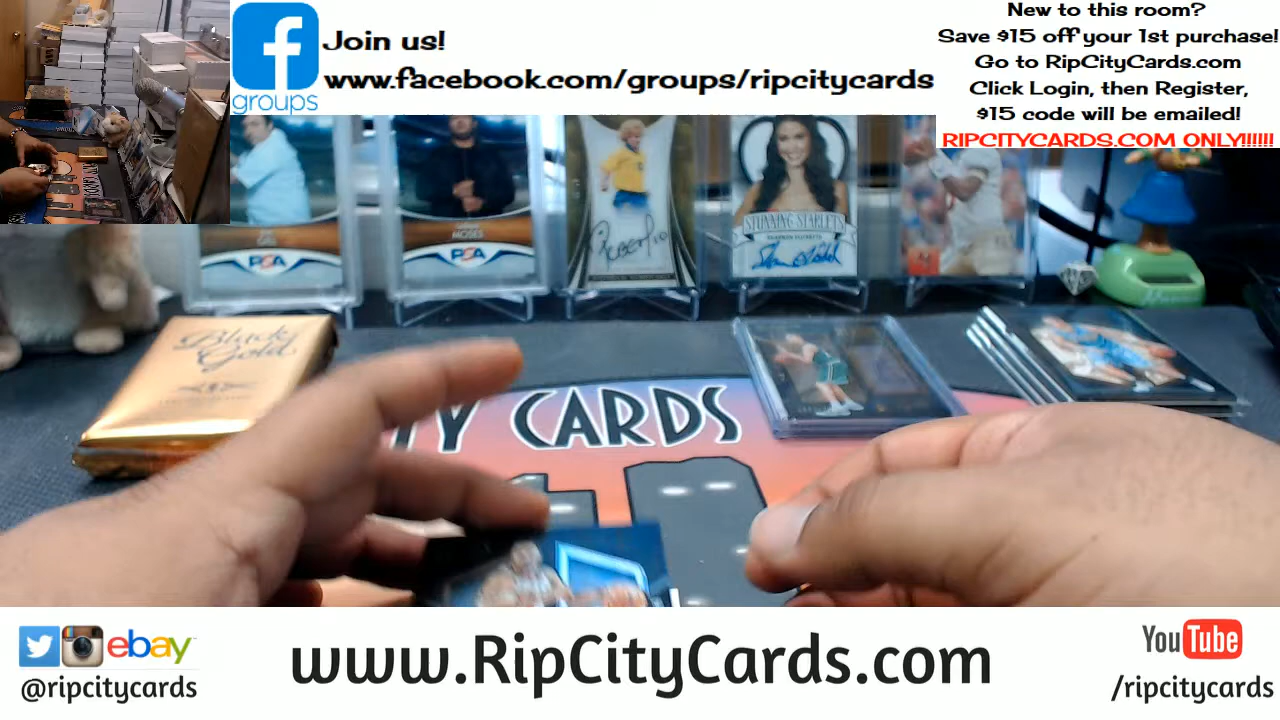 groups
Join us!
www.facebook.com/groups/ripcitycards
New to this room?
Save $15 off your 1st purchase!
Go to RipCityCards.com
Click Login, then Register,
$15 code will be emailed!
RIPCITYCARDS.COM ONLY!!!!!!
MOSES
PSA
PSA
STUNNING STARLETS
Black
Gold
TY CARDS
ebay
@ripcitycards
www.RipCityCards.com
YouTube
/ripcitycards